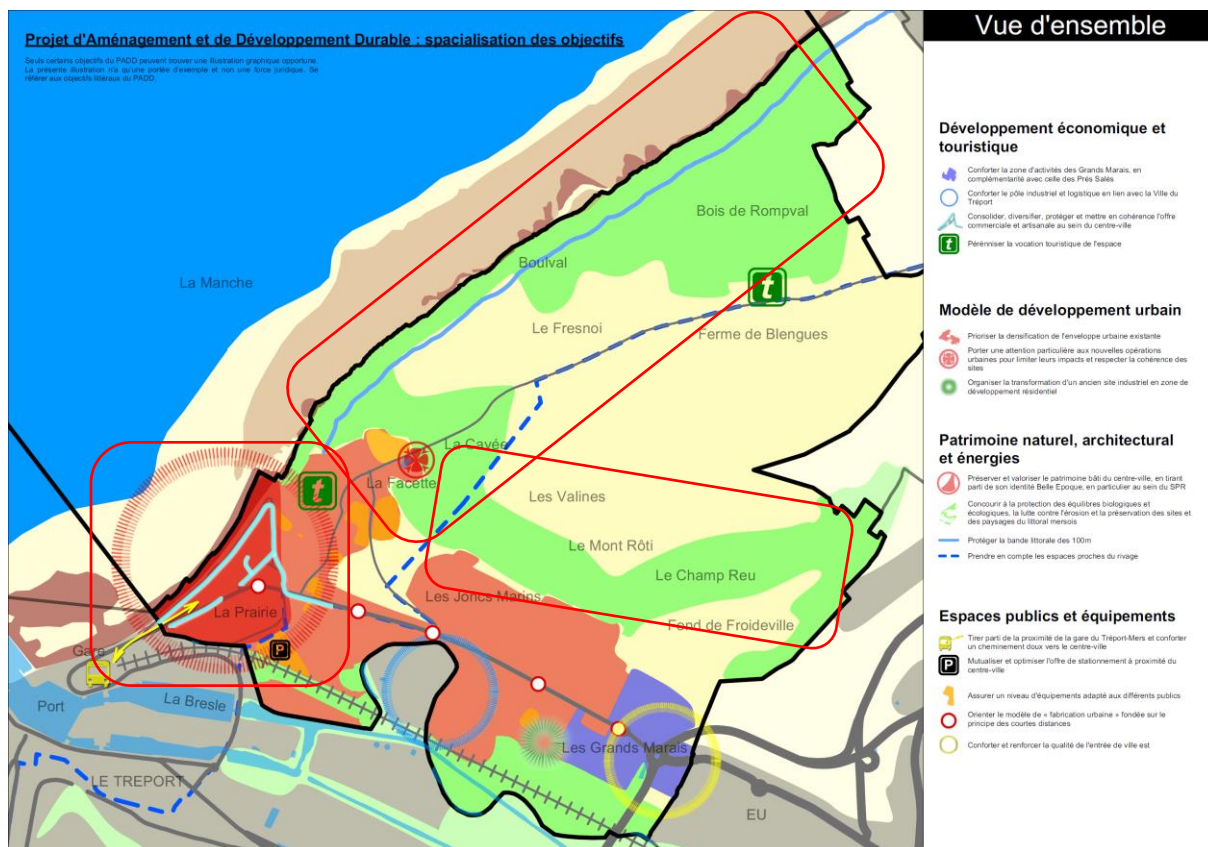 Projet d'Aménagement et de Développement Durable : spacialisation des objectifs
Seuls certains objectifs du PADD peuvent trouver une illustration graphique opportune.
La présente illustration n'a qu'une portée d'exemple et non une force juridique. Se
référer aux objectifs littéraux du PADD.
La Manche
Bois de Rompval
Boulval
t
Le Fresnoi
Ferme de Blengues
La Cavée
La Facette
t
Les Valines
Le Mont Rôti
Le Champ Reu
Les Joncs Marins
La Prairie
Fond de Froideville
Gare
P
Port
La Bresle
Les Grands Marais
LE TREPORT
EU
Vue d'ensemble
Développement économique et
touristique
Conforter la zone d'activités des Grands Marais, en
complémentarité avec celle des Prés Salés
Conforter le pôle industriel et logistique en lien avec la Ville du
Tréport
Consolider, diversifier, protéger et mettre en cohérence l'offre
commerciale et artisanale au sein du centre-ville
t
Pérénniser la vocation touristique de l'espace
Modèle de développement urbain
Prioriser la densification de l'enveloppe urbaine existante
Porter une attention particulière aux nouvelles opérations
urbaines pour limiter leurs impacts et respecter la cohérence des
sites
Organiser la transformation d'un ancien site industriel en zone de
développement résidentiel
Patrimoine naturel, architectural
et énergies
Préserver et valoriser le patrimoine bâti du centre-ville, en tirant
parti de son identité Belle Epoque, en particulier au sein du SPR
Concourir à la protection des équilibres biologiques et
écologiques, la lutte contre l'érosion et la préservation des sites et
des paysages du littoral mersois
Protéger la bande littorale des 100m
Prendre en compte les espaces proches du rivage
Espaces publics et équipements
Tirer parti de la proximité de la gare du Tréport-Mers et conforter
un cheminement doux vers le centre-ville
P
Mutualiser et optimiser l'offre de stationnement à proximité du
centre-ville
Assurer un niveau d'équipements adapté aux différents publics
Orienter le modèle de « fabrication urbaine » fondée sur le
principe des courtes distances
Conforter et renforcer la qualité de l'entrée de ville est